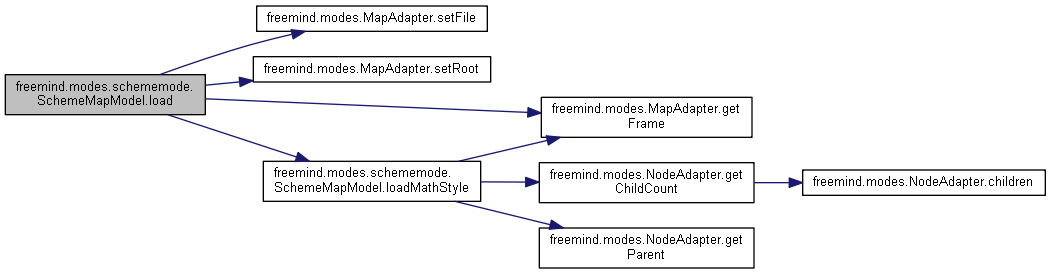 freemind.modes.MapAdapter.setFile
freemind.modes.MapAdapter.setRoot
freemind.modes.schememode.
SchemeMapModel.load
freemind.modes.MapAdapter.get
Frame
freemind.modes.schememode.
SchemeMapModel.loadMathStyle
freemind.modes.NodeAdapter.get
ChildCount
freemind.modes.NodeAdapter.children
freemind.modes.NodeAdapter.get
Parent